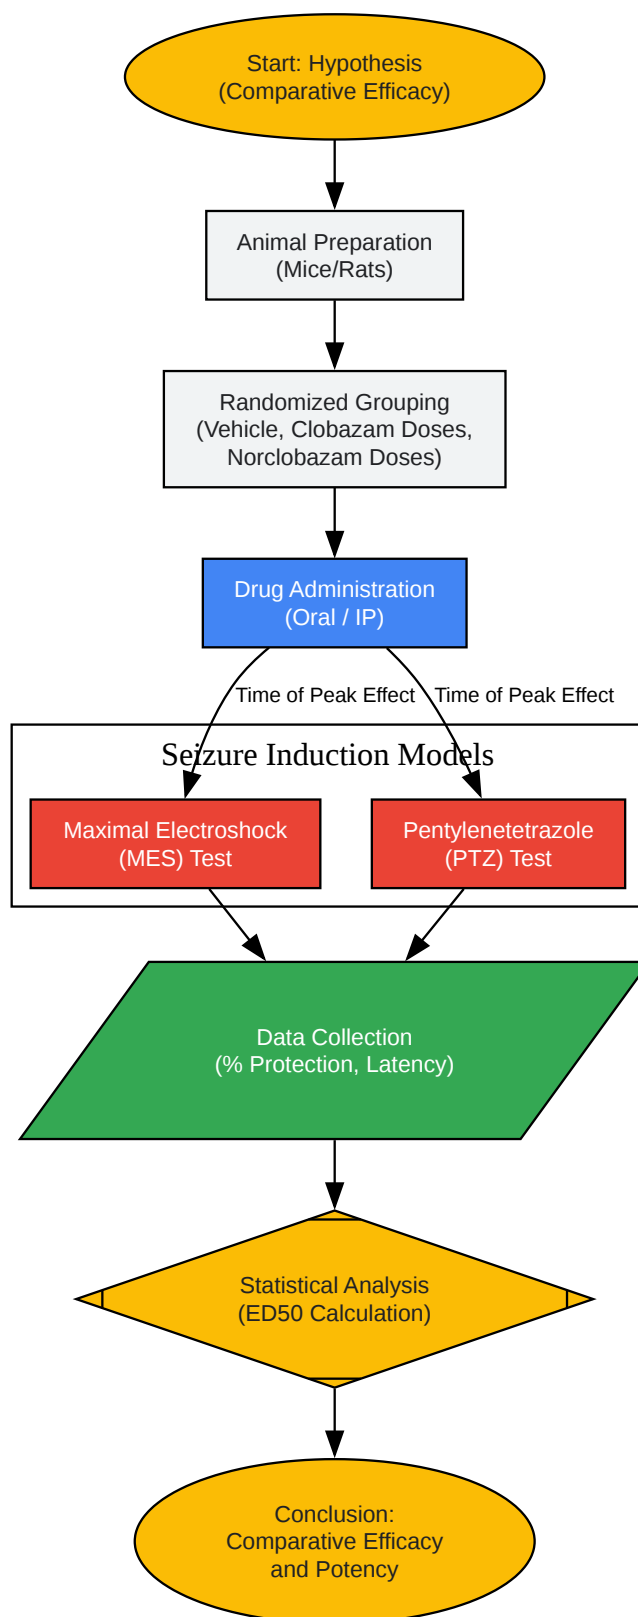 Start: Hypothesis
(Comparative Efficacy)
Animal Preparation
(Mice/Rats)
Randomized Grouping
(Vehicle, Clobazam Doses,
Norclobazam Doses)
Drug Administration
(Oral / IP)
Time of Peak Effect
Time of Peak Effect
Seizure Induction Models
Maximal Electroshock
(MES) Test
Pentylenetetrazole
(PTZ) Test
Data Collection
(% Protection, Latency)
Statistical Analysis
(ED50 Calculation)
Conclusion:
Comparative Efficacy
and Potency